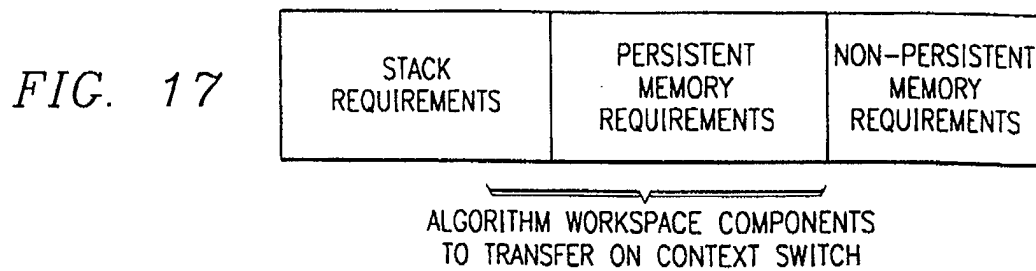 FIG. 17
STACK
REQUIREMENTS
PERSISTENT
MEMORY
REQUIREMENTS
NON-PERSISTENT
MEMORY
REQUIREMENTS
ALGORITHM WORKSPACE COMPONENTS
TO TRANSFER ON CONTEXT SWITCH